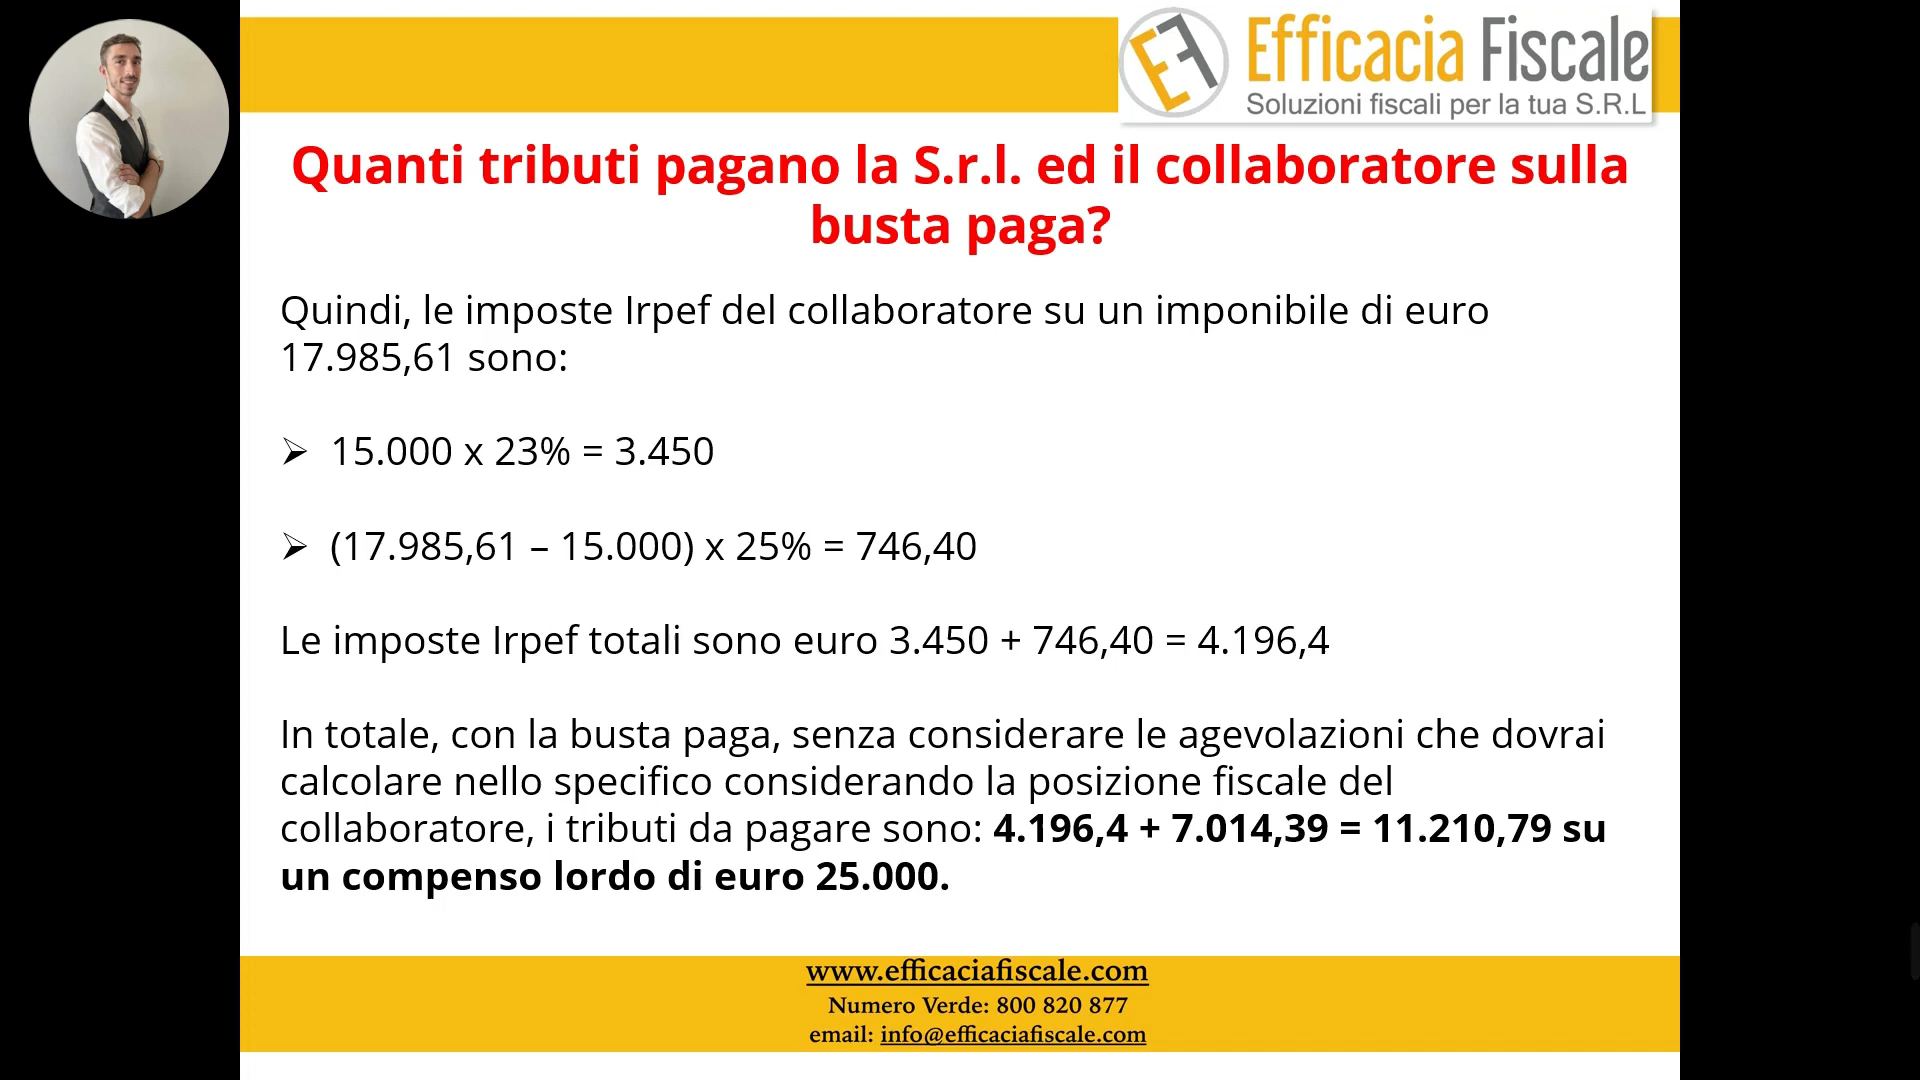 Efficacia Fiscale
Soluzioni fiscali per la tua S.R.L
Quanti tributi pagano la S.r.l. ed il collaboratore sulla
busta paga?
Quindi, le imposte Irpef del collaboratore su un imponibile di euro
17.985,61 sono:
➢ 15.000 x 23% = 3.450
➢ (17.985,61 – 15.000) x 25% = 746,40
Le imposte Irpef totali sono euro 3.450 + 746,40 = 4.196,4
In totale, con la busta paga, senza considerare le agevolazioni che dovrai
calcolare nello specifico considerando la posizione fiscale del
collaboratore, i tributi da pagare sono: 4.196,4 + 7.014,39 = 11.210,79 su
un compenso lordo di euro 25.000.
www.efficaciafiscale.com
Numero Verde: 800 820 877
email: info@efficaciafiscale.com